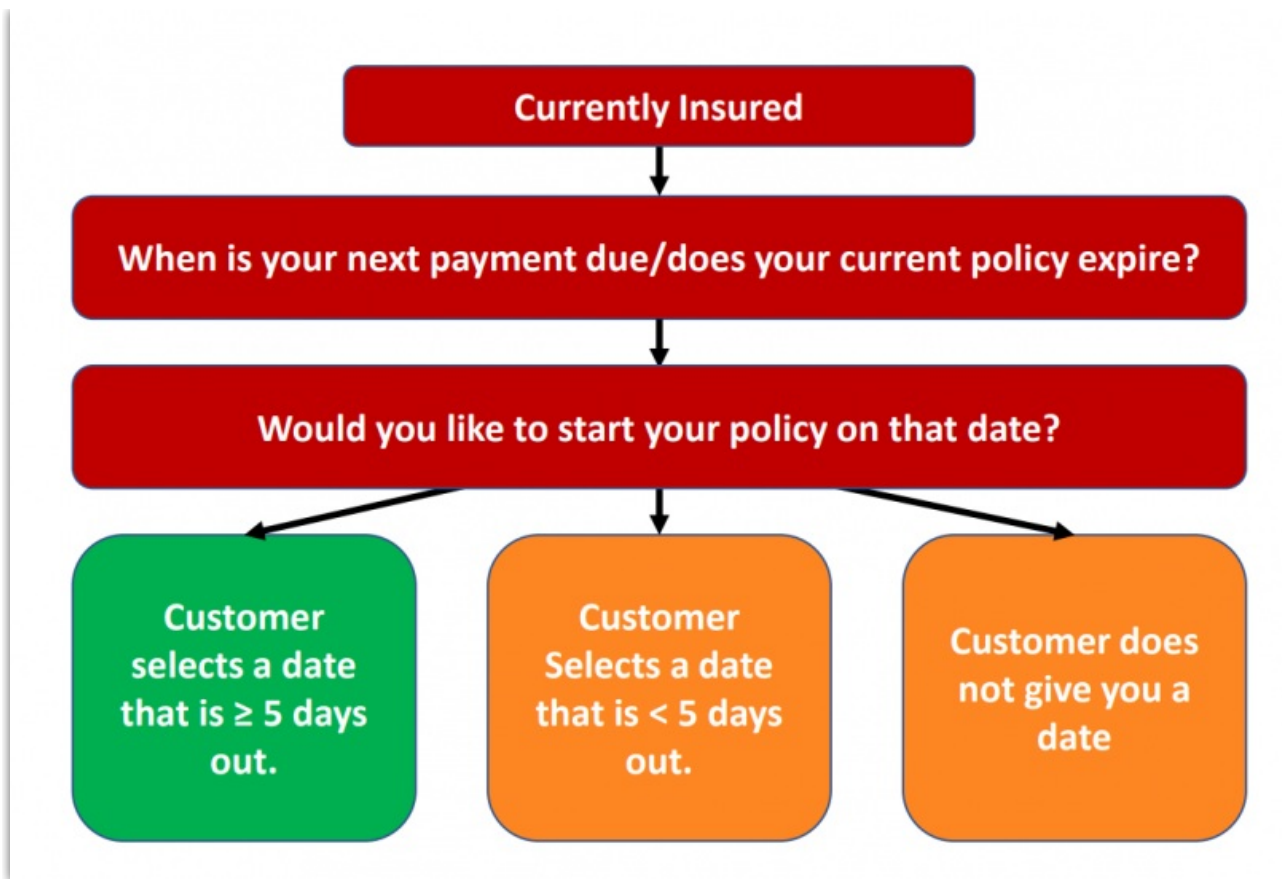 Currently Insured
When is your next payment due/does your current policy expire?
Would you like to start your policy on that date?
Customer
selects a date
that is ≥ 5 days
out.
Customer
Selects a date
that is < 5 days
out.
Customer does
not give you a
date